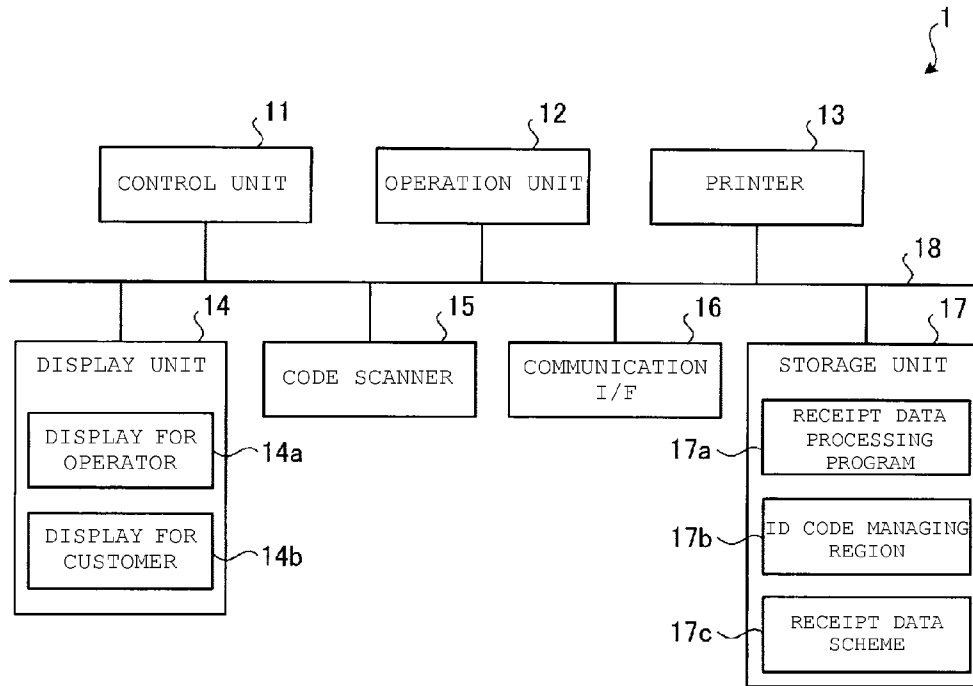 1
11
12
13
CONTROL UNIT
OPERATION UNIT
PRINTER
18
14
15
16
17
DISPLAY UNIT
CODE SCANNER
COMMUNICATION
I/F
STORAGE UNIT
DISPLAY FOR
OPERATOR
14a
DISPLAY FOR
CUSTOMER
14b
17a
RECEIPT DATA
PROCESSING
PROGRAM
17b
ID CODE MANAGING
REGION
17c
RECEIPT DATA
SCHEME